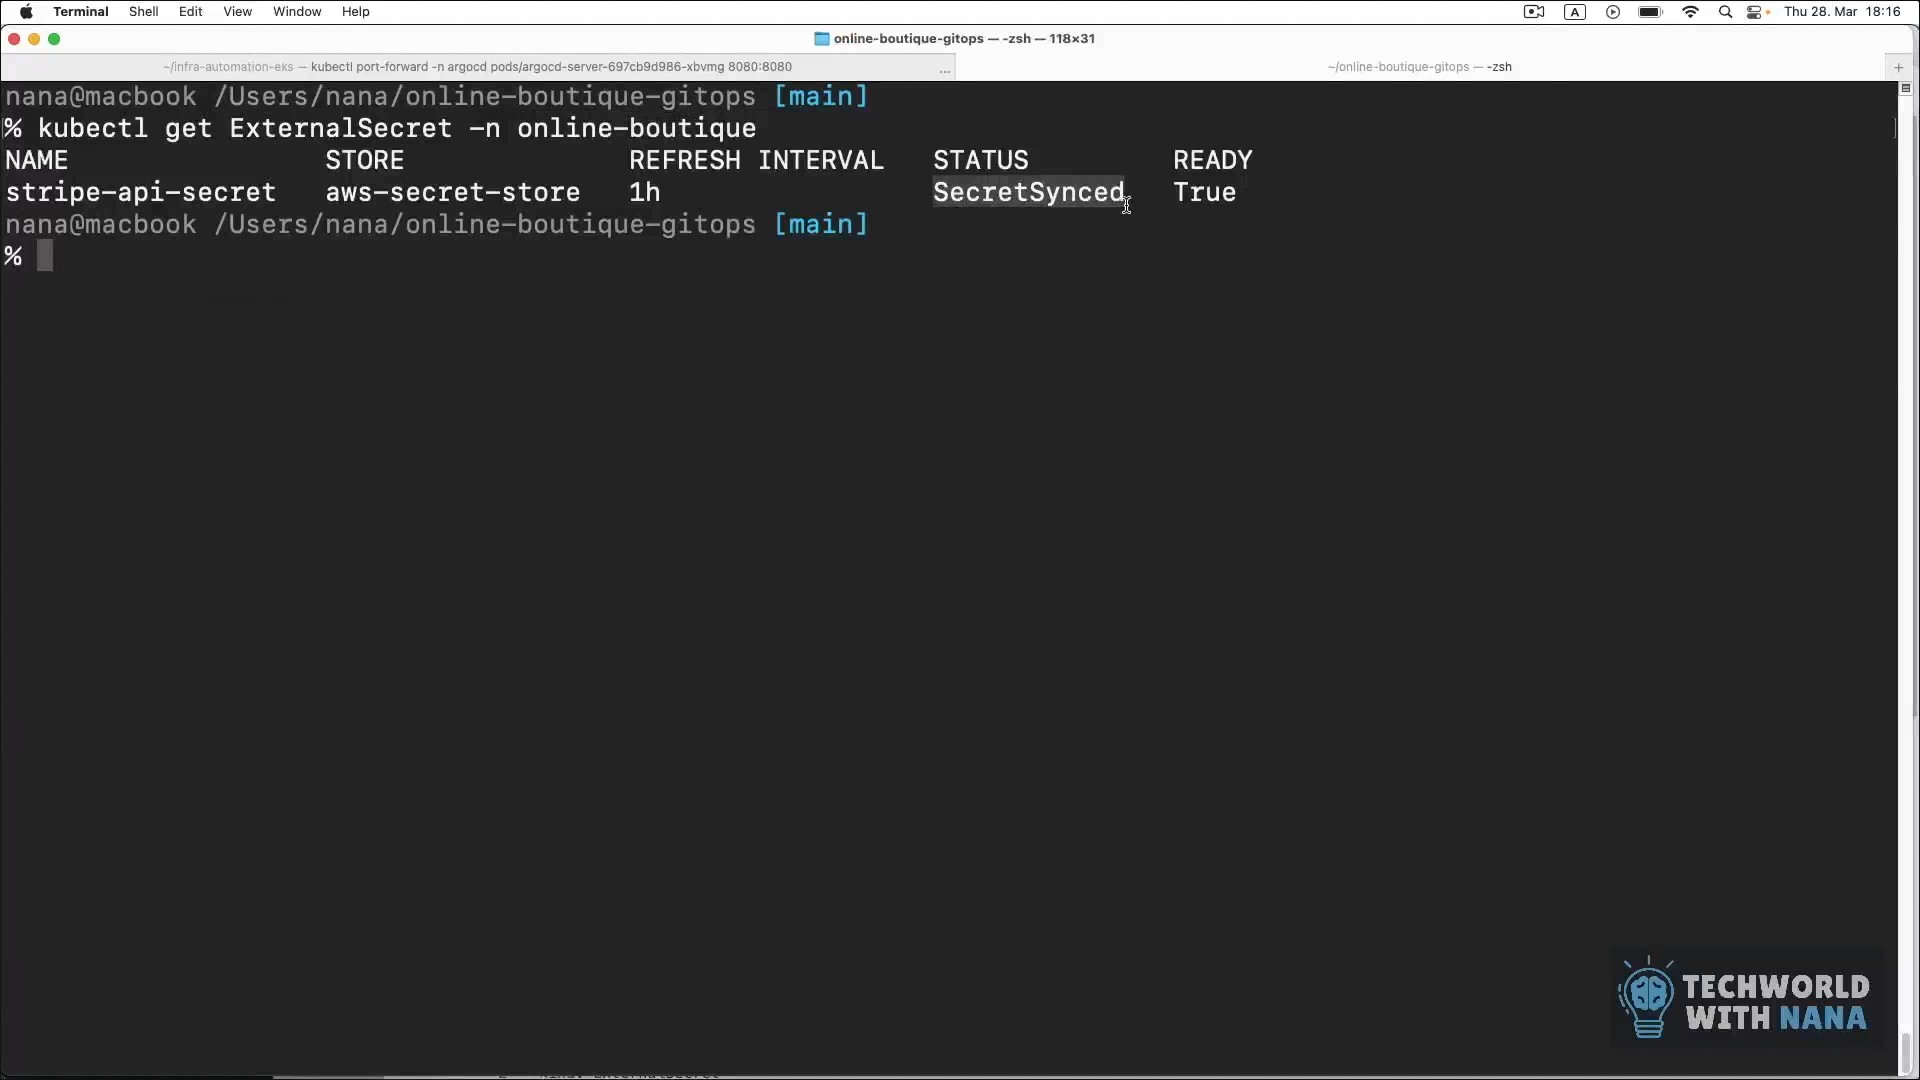 Terminal Shell Edit View Window Help A Thu 28. Mar 18:16
online-boutique-gitops — -zsh — 118×31
~/infra-automation-eks — kubectl port-forward -n argocd pods/argocd-server-697cb9d986-xbvmg 8080:8080 ... ~/online-boutique-gitops — -zsh +
nana@macbook /Users/nana/online-boutique-gitops [main]
% kubectl get ExternalSecret -n online-boutique
NAME STORE REFRESH INTERVAL STATUS READY
stripe-api-secret aws-secret-store 1h SecretSynced True
nana@macbook /Users/nana/online-boutique-gitops [main]
%
TECHWORLD
WITH NANA